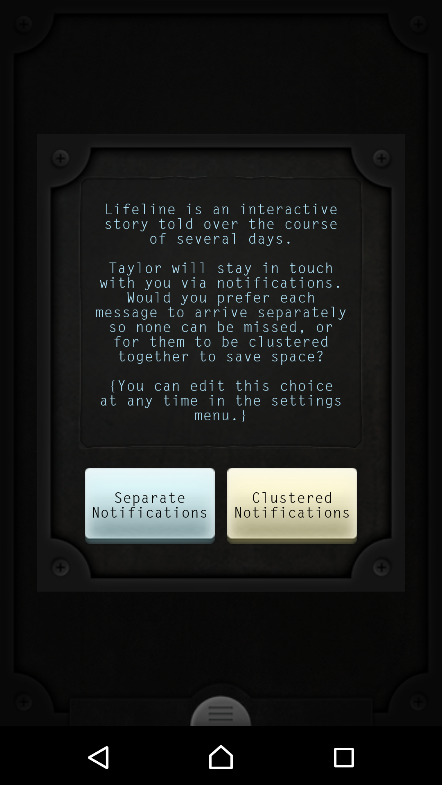 Lifeline is an interactive
story told over the course
of several days.
Taylor will stay in touch
with you via notifications.
Would you prefer each
message to arrive separately
so none can be missed, or
for them to be clustered
together to save space?
{You can edit this choice
at any time in the settings
menu.}
Separate
Notifications
Clustered
Notifications